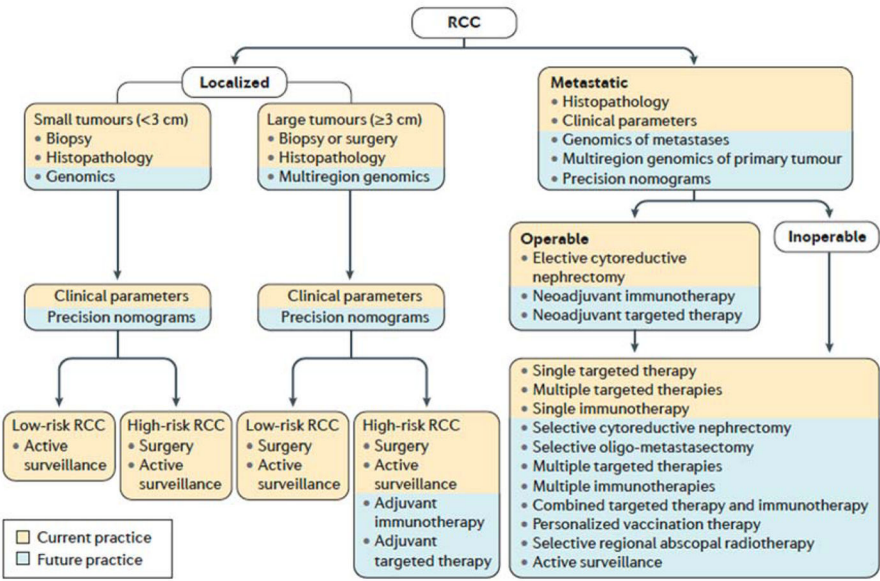 RCC
Localized
Small tumours (<3 cm)
• Biopsy
• Histopathology
• Genomics
Large tumours (≥3 cm)
• Biopsy or surgery
• Histopathology
• Multiregion genomics
Metastatic
• Histopathology
• Clinical parameters
• Genomics of metastases
• Multiregion genomics of primary tumour
• Precision nomograms
Operable
• Elective cytoreductive
nephrectomy
• Neoadjuvant immunotherapy
• Neoadjuvant targeted therapy
Inoperable
Clinical parameters
Precision nomograms
Clinical parameters
Precision nomograms
Low-risk RCC
• Active
surveillance
High-risk RCC
• Surgery
• Active
surveillance
Low-risk RCC
• Surgery
• Active
surveillance
High-risk RCC
• Surgery
• Active
surveillance
• Adjuvant
immunotherapy
• Adjuvant
targeted therapy
• Single targeted therapy
• Multiple targeted therapies
• Single immunotherapy
• Selective cytoreductive nephrectomy
• Selective oligo-metastasectomy
• Multiple targeted therapies
• Multiple immunotherapies
• Combined targeted therapy and immunotherapy
• Personalized vaccination therapy
• Selective regional abscopal radiotherapy
• Active surveillance
Current practice
Future practice